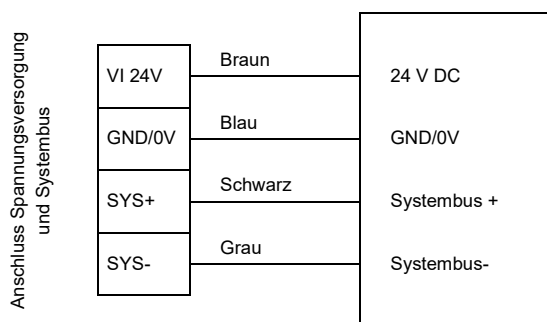 Anschluss Spannungsversorgung
und Systembus
VI 24V
Braun
24 V DC
GND/0V
Blau
GND/0V
SYS+
Schwarz
Systembus +
SYS-
Grau
Systembus-